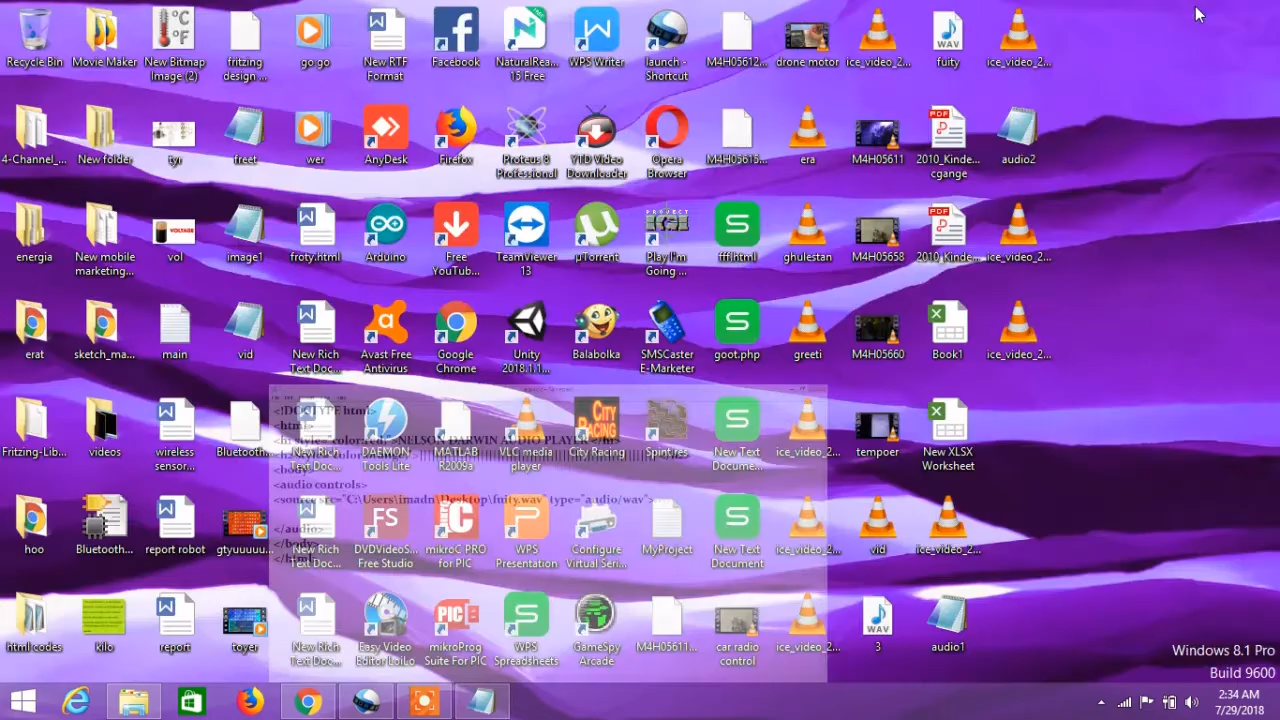 Recycle Bin
Movie Maker
New Bitmap
Image (2)
fritzing
design ...
go go
New RTF
Format
Facebook
NaturalRea...
15 Free
WPS Writer
launch -
Shortcut
M4H05612...
drone motor
ice_video_2...
fuity
ice_video_2...
4-Channel_...
New folder
tyr
freet
wer
AnyDesk
Firefox
Proteus 8
Professional
YTD Video
Downloader
Opera
Browser
M4H05615...
era
M4H05611
2010_Kinde...
cgange
audio2
energia
New mobile
marketing...
vol
image1
froty.html
Arduino
Free
YouTub...
TeamViewer
13
µTorrent
Play I'm
Going ...
fffl.html
ghulestan
M4H05658
2010_Kinde...
ice_video_2...
erat
sketch_ma...
main
vid
New Rich
Text Doc...
Avast Free
Antivirus
Google
Chrome
Unity
2018.1.1...
Balabolka
SMSCaster
E-Marketer
goot.php
greeti
M4H05660
Book1
ice_video_2...
Fritzing-Lib...
videos
wireless
sensor...
Bluetooth...
New Rich
Text Doc...
DAEMON
Tools Lite
MATLAB
R2009a
VLC media
player
City Racing
Spintires
New Text
Docume...
ice_video_2...
tempoer
New XLSX
Worksheet
hoo
Bluetooth...
report robot
gtyuuuuu...
New Rich
Text Doc...
DVDVideoS...
Free Studio
mikroC PRO
for PIC
WPS
Presentation
Configure
Virtual Seri...
MyProject
New Text
Document
ice_video_2...
vid
ice_video_2...
html codes
kilo
report
toyer
New Rich
Text Doc...
Easy Video
Editor LoiLo
mikroProg
Suite For PIC
WPS
Spreadsheets
GameSpy
Arcade
M4H05611...
car radio
control
ice_video_2...
3
audio1
<!DOCTYPE html>
<html>
NELSON DARWIN AUDIO PLAYER
<audio controls>
<source src="C:\Users\imadn\Desktop\fuity.wav" type="audio/wav">
</audio>
</body>
</html>
Windows 8.1 Pro
Build 9600
2:34 AM
7/29/2018